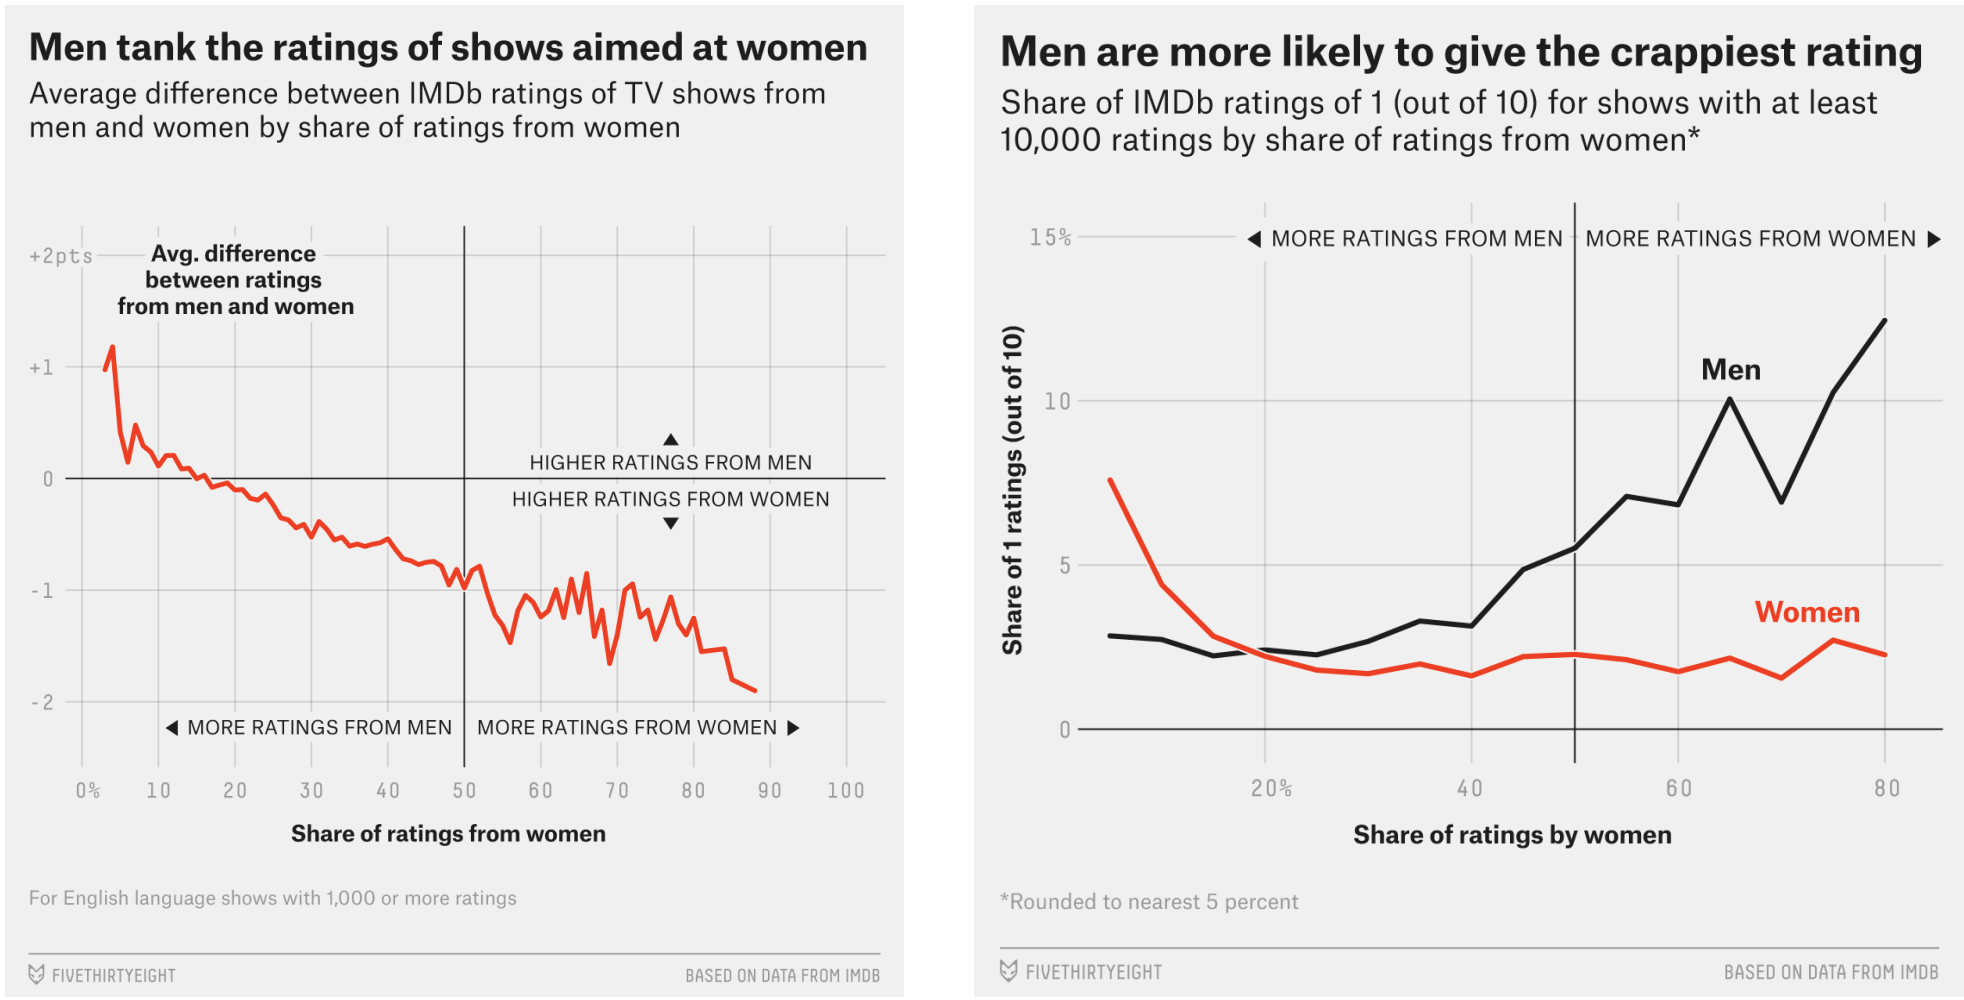 Men tank the ratings of shows aimed at women
Average difference between IMDb ratings of TV shows from
men and women by share of ratings from women
+2pts
Avg. difference
between ratings
from men and women
+1
▲
HIGHER RATINGS FROM MEN
0
HIGHER RATINGS FROM WOMEN
▼
-1
-2
◀ MORE RATINGS FROM MEN
MORE RATINGS FROM WOMEN ▶
0% 10 20 30 40 50 60 70 80 90 100
Share of ratings from women
For English language shows with 1,000 or more ratings
FIVETHIRTYEIGHT
BASED ON DATA FROM IMDB
Men are more likely to give the crappiest rating
Share of IMDb ratings of 1 (out of 10) for shows with at least
10,000 ratings by share of ratings from women*
15%
◀ MORE RATINGS FROM MEN
MORE RATINGS FROM WOMEN ▶
Share of 1 ratings (out of 10)
Men
10
5
Women
0
20% 40 60 80
Share of ratings by women
*Rounded to nearest 5 percent
FIVETHIRTYEIGHT
BASED ON DATA FROM IMDB